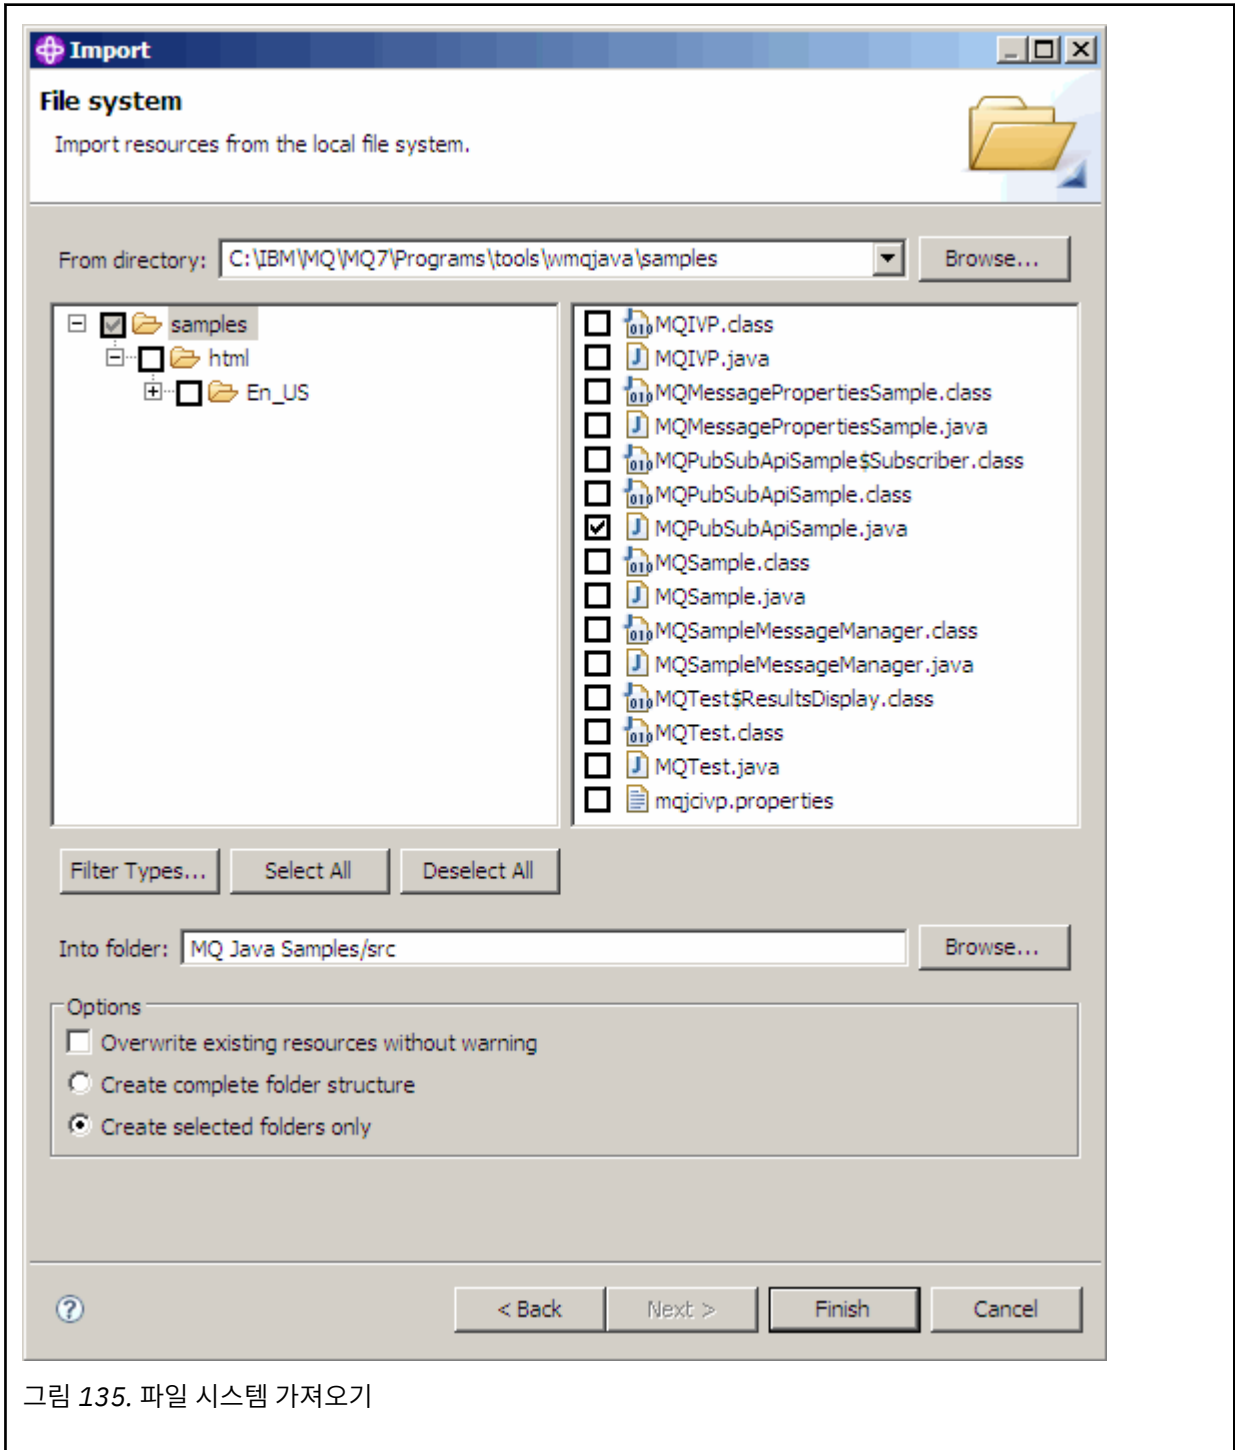 Import
File system
Import resources from the local file system.
From directory: C:\IBM\MQ\MQ7\Programs\tools\wmqjava\samples Browse...
samples
html
En_US
MQIVP.class
MQIVP.java
MQMessagePropertiesSample.class
MQMessagePropertiesSample.java
MQPubSubApiSample$Subscriber.class
MQPubSubApiSample.class
MQPubSubApiSample.java
MQSample.class
MQSample.java
MQSampleMessageManager.class
MQSampleMessageManager.java
MQTest$ResultsDisplay.class
MQTest.class
MQTest.java
mqjcivp.properties
Filter Types... Select All Deselect All
Into folder: MQ Java Samples/src Browse...
Options
Overwrite existing resources without warning
Create complete folder structure
Create selected folders only
< Back Next > Finish Cancel
그림 135. 파일 시스템 가져오기